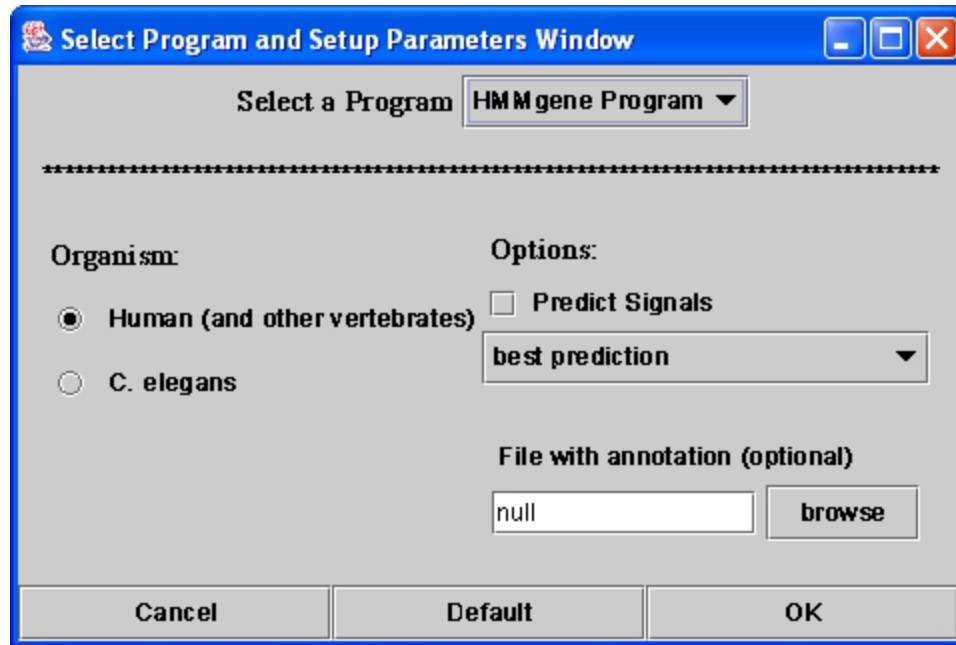 Select Program and Setup Parameters Window
Select a Program HMMgene Program
Organism:
Options:
Human (and other vertebrates)
Predict Signals
C. elegans
best prediction
File with annotation (optional)
null
browse
Cancel
Default
OK